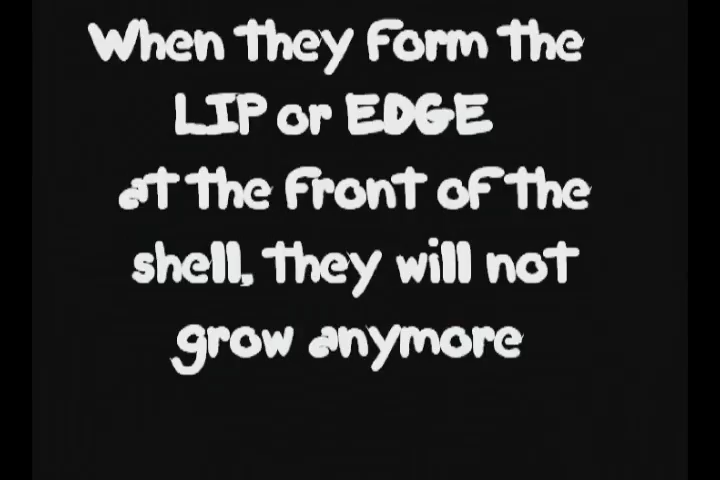 When they form the
LIP or EDGE
at the front of the
shell, they will not
grow anymore